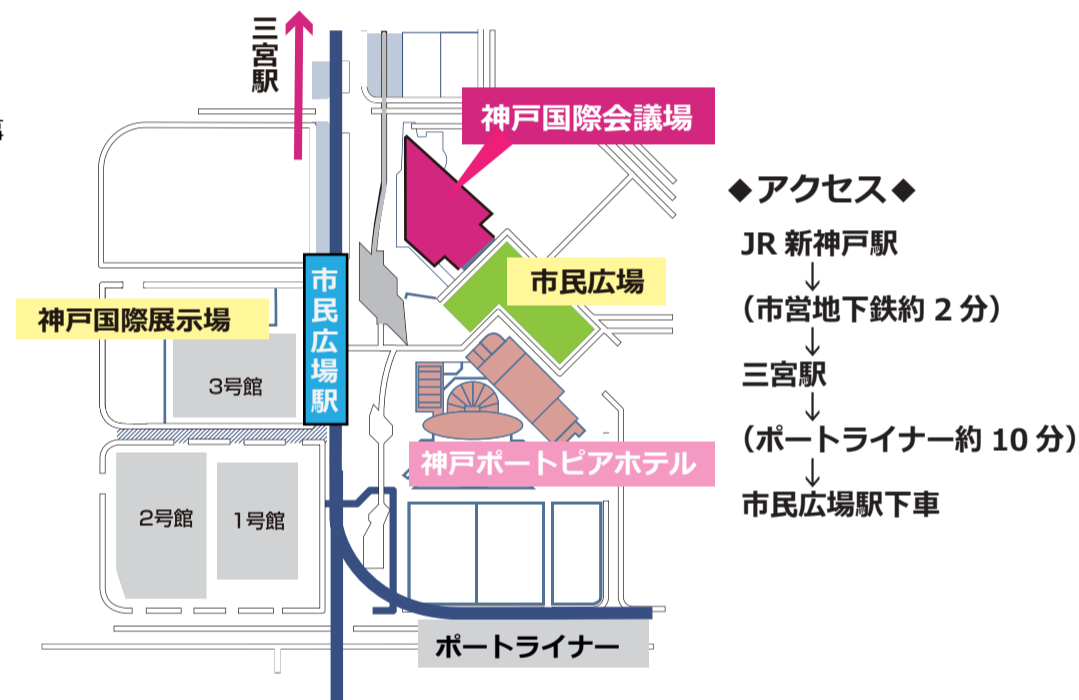 三宮駅
神戸国際会議場
市民広場
神戸国際展示場
市民広場駅
3号館
神戸ポートピアホテル
2号館
1号館
ポートライナー
◆アクセス◆
JR 新神戸駅
↓
（市営地下鉄約 2 分）
↓
三宮駅
↓
（ポートライナー約 10 分）
↓
市民広場駅下車